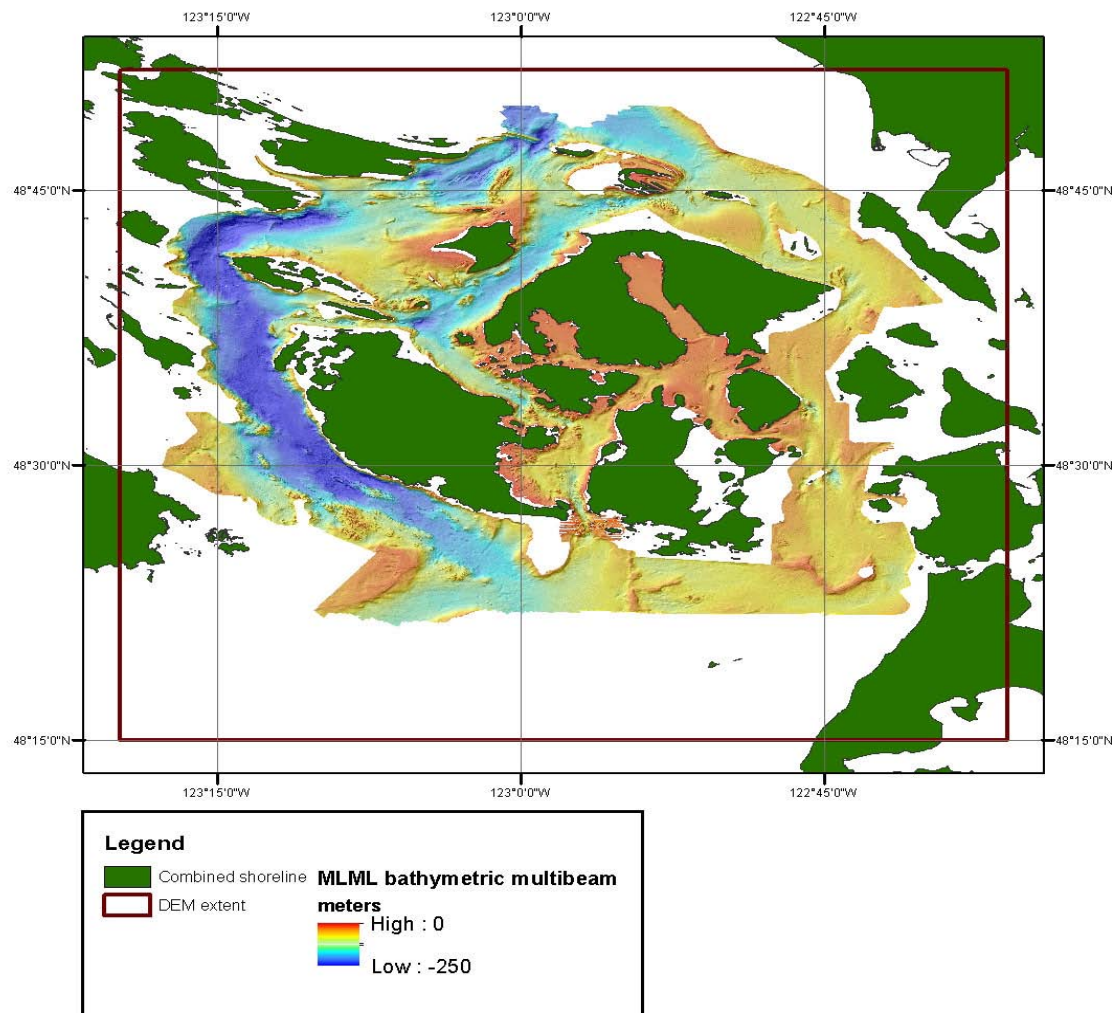 123°15'0"W 123°0'0"W 122°45'0"W
48°45'0"N 48°45'0"N
48°30'0"N 48°30'0"N
48°15'0"N 48°15'0"N
123°15'0"W 123°0'0"W 122°45'0"W
Legend
Combined shoreline
DEM extent
MLML bathymetric multibeam
meters
High : 0
Low : -250